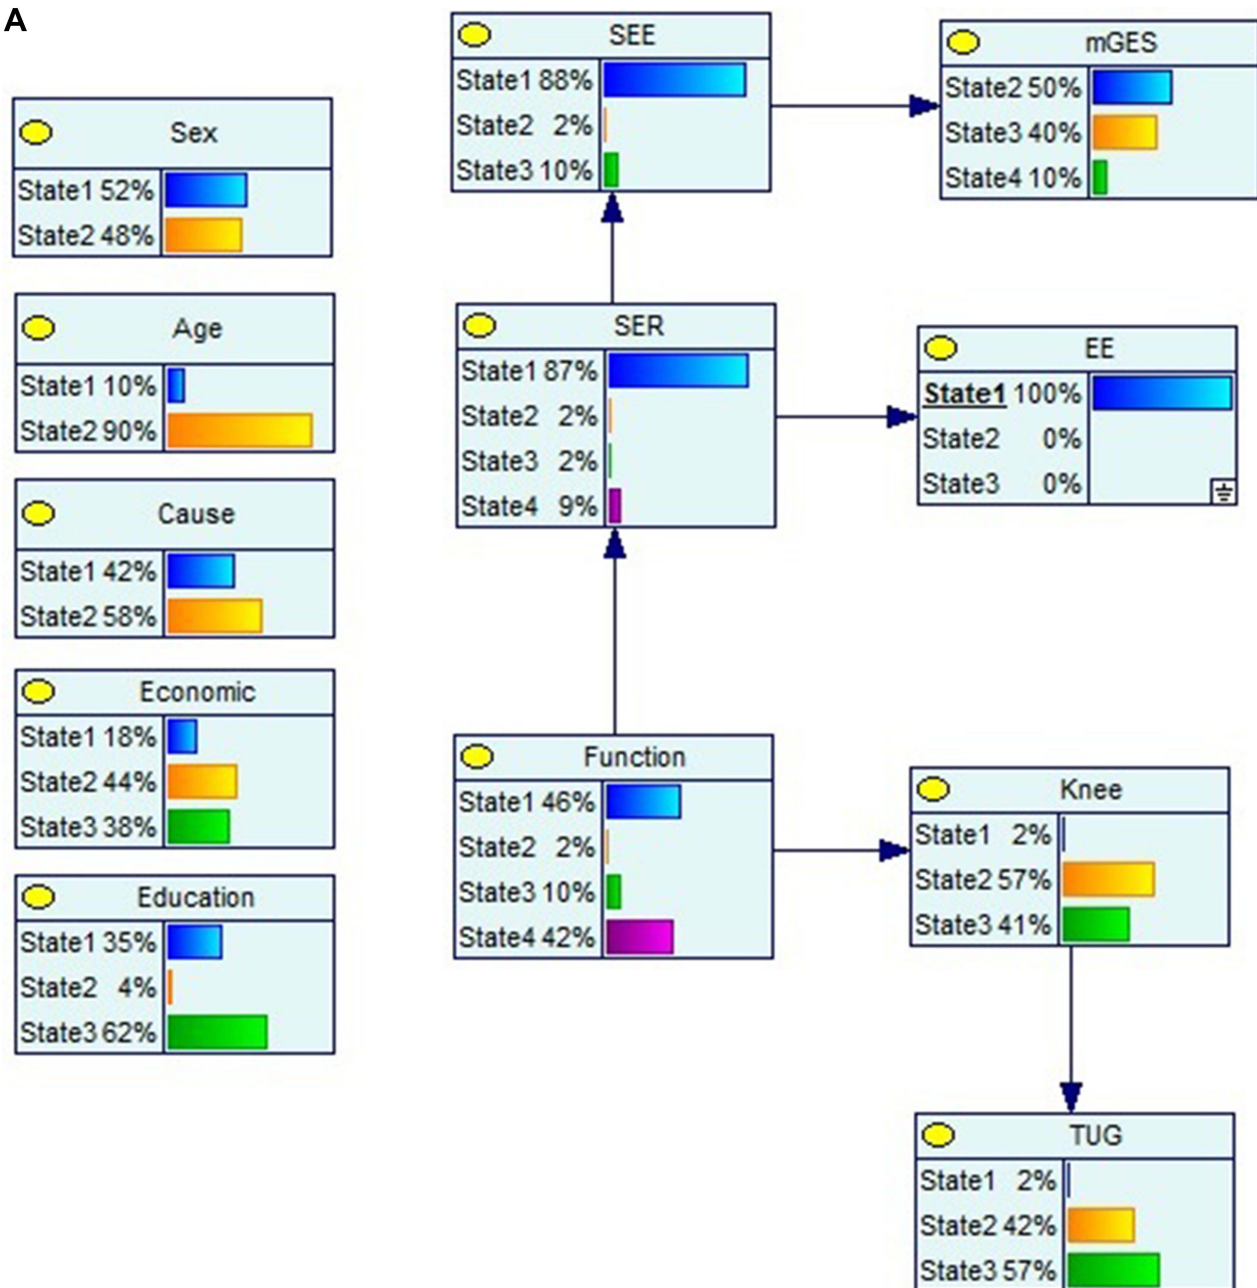 A
Sex
State1 52%
State2 48%
Age
State1 10%
State2 90%
Cause
State1 42%
State2 58%
Economic
State1 18%
State2 44%
State3 38%
Education
State1 35%
State2 4%
State3 62%
SEE
State1 88%
State2 2%
State3 10%
mGES
State2 50%
State3 40%
State4 10%
SER
State1 87%
State2 2%
State3 2%
State4 9%
EE
State1 100%
State2 0%
State3 0%
Function
State1 46%
State2 2%
State3 10%
State4 42%
Knee
State1 2%
State2 57%
State3 41%
TUG
State1 2%
State2 42%
State3 57%